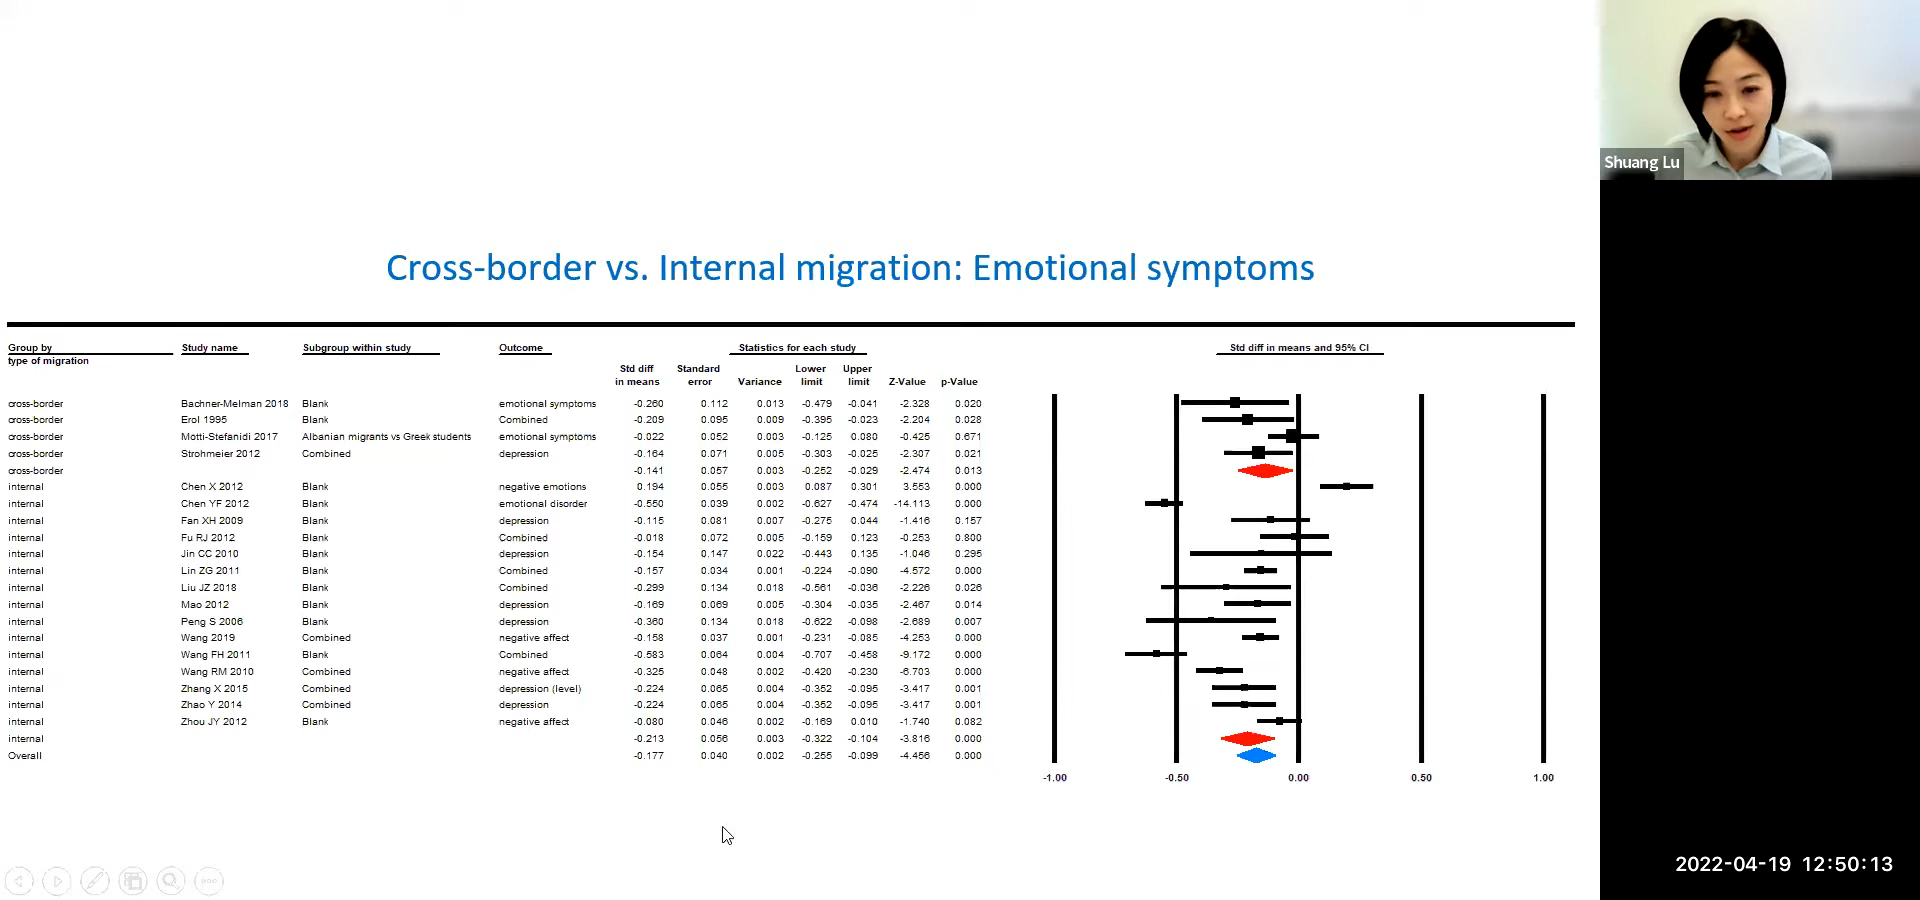 Shuang Lu
Cross-border vs. Internal migration: Emotional symptoms
Group by Study name Subgroup within study Outcome Statistics for each study Std diff in means and 95% CI
type of migration
Std diff Standard Lower Upper
in means error Variance limit limit Z-Value p-Value
cross-border Bachner-Melman 2018 Blank emotional symptoms -0.260 0.112 0.013 -0.479 -0.041 -2.328 0.020
cross-border Erol 1995 Blank Combined -0.209 0.095 0.009 -0.395 -0.023 -2.204 0.028
cross-border Motti-Stefanidi 2017 Albanian migrants vs Greek students emotional symptoms -0.022 0.052 0.003 -0.125 0.080 -0.425 0.671
cross-border Strohmeier 2012 Combined depression -0.164 0.071 0.005 -0.303 -0.025 -2.307 0.021
cross-border -0.141 0.057 0.003 -0.252 -0.029 -2.474 0.013
internal Chen X 2012 Blank negative emotions 0.194 0.055 0.003 0.087 0.301 3.553 0.000
internal Chen YF 2012 Blank emotional disorder -0.550 0.039 0.002 -0.627 -0.474 -14.113 0.000
internal Fan XH 2009 Blank depression -0.115 0.081 0.007 -0.275 0.044 -1.416 0.157
internal Fu RJ 2012 Blank Combined -0.018 0.072 0.005 -0.159 0.123 -0.253 0.800
internal Jin CC 2010 Blank depression -0.154 0.147 0.022 -0.443 0.135 -1.046 0.295
internal Lin ZG 2011 Blank Combined -0.157 0.034 0.001 -0.224 -0.090 -4.572 0.000
internal Liu JZ 2018 Blank Combined -0.299 0.134 0.018 -0.561 -0.036 -2.226 0.026
internal Mao 2012 Blank depression -0.169 0.069 0.005 -0.304 -0.035 -2.467 0.014
internal Peng S 2006 Blank depression -0.360 0.134 0.018 -0.622 -0.098 -2.689 0.007
internal Wang 2019 Combined negative affect -0.158 0.037 0.001 -0.231 -0.085 -4.253 0.000
internal Wang FH 2011 Blank Combined -0.583 0.064 0.004 -0.707 -0.458 -9.172 0.000
internal Wang RM 2010 Combined negative affect -0.325 0.048 0.002 -0.420 -0.230 -6.703 0.000
internal Zhang X 2015 Combined depression (level) -0.224 0.065 0.004 -0.352 -0.095 -3.417 0.001
internal Zhao Y 2014 Combined depression -0.224 0.065 0.004 -0.352 -0.095 -3.417 0.001
internal Zhou JY 2012 Blank negative affect -0.080 0.046 0.002 -0.169 0.010 -1.740 0.082
internal -0.213 0.056 0.003 -0.322 -0.104 -3.816 0.000
Overall -0.177 0.040 0.002 -0.255 -0.099 -4.456 0.000
-1.00 -0.50 0.00 0.50 1.00
2022-04-19 12:50:13